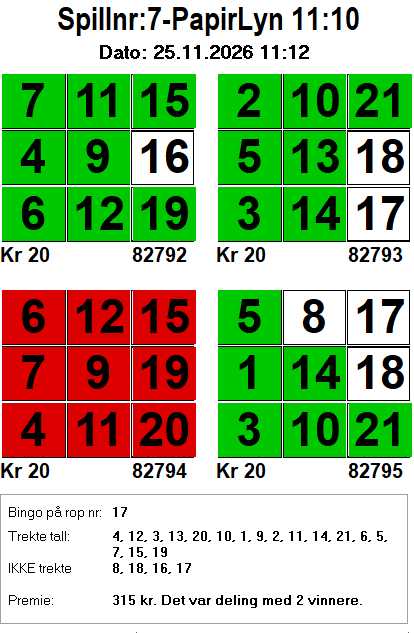 Spillnr:7-PapirLyn 11:10
Dato: 25.11.2026 11:12
7 11 15
4 9 16
6 12 19
Kr 20 82792
2 10 21
5 13 18
3 14 17
Kr 20 82793
6 12 15
7 9 19
4 11 20
Kr 20 82794
5 8 17
1 14 18
3 10 21
Kr 20 82795
Bingo på rop nr: 17
Trekte tall: 4, 12, 3, 13, 20, 10, 1, 9, 2, 11, 14, 21, 6, 5,
7, 15, 19
IKKE trekte 8, 18, 16, 17
Premie: 315 kr. Det var deling med 2 vinnere.